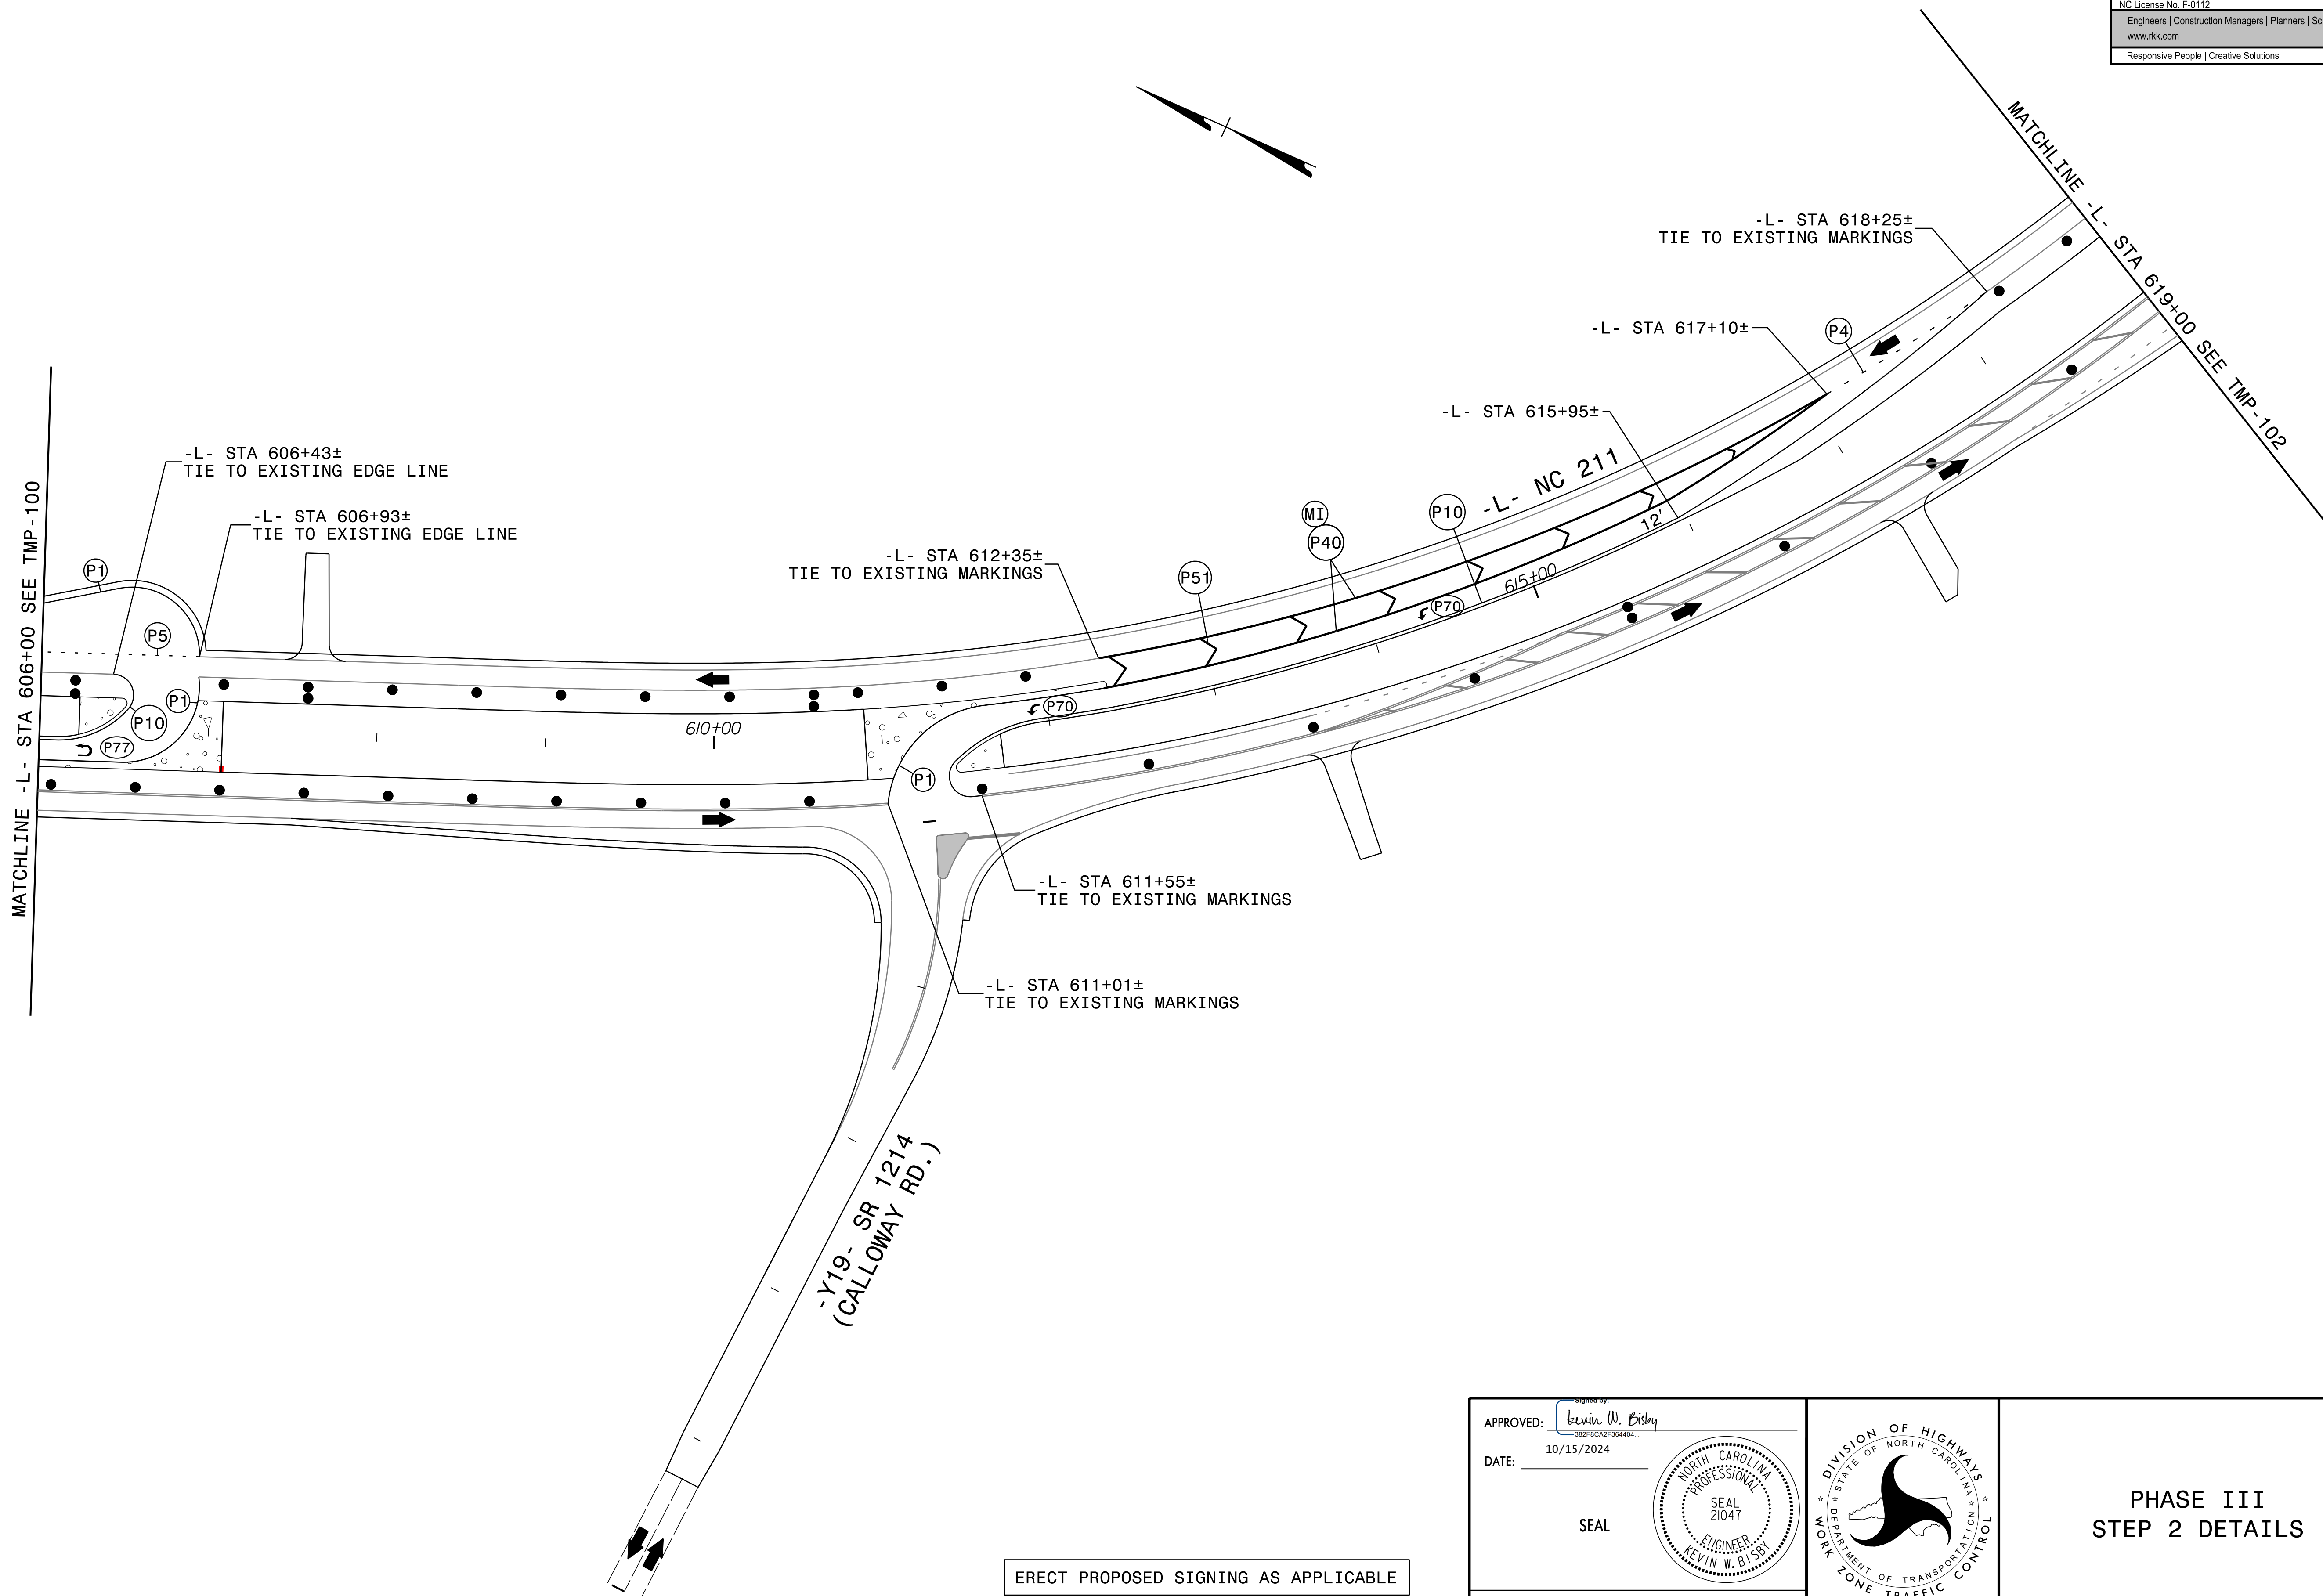 NC License No. F-0112
Engineers | Construction Managers | Planners | Sci
www.rkk.com
Responsive People | Creative Solutions
MATCHLINE -L- STA 619+00 SEE TMP-102
-L- STA 618+25±
TIE TO EXISTING MARKINGS
-L- STA 617+10±
P4
-L- STA 615+95±
-L- NC 211
12'
MI
P40
P10
615+00
P70
P51
-L- STA 612+35±
TIE TO EXISTING MARKINGS
-L- STA 606+43±
TIE TO EXISTING EDGE LINE
-L- STA 606+93±
TIE TO EXISTING EDGE LINE
MATCHLINE -L- STA 606+00 SEE TMP-100
P1
P5
P1
P10
P77
610+00
P70
P1
-L- STA 611+55±
TIE TO EXISTING MARKINGS
-L- STA 611+01±
TIE TO EXISTING MARKINGS
-Y19- SR 1214
(CALLOWAY RD.)
ERECT PROPOSED SIGNING AS APPLICABLE
Signed by:
APPROVED: Kevin W. Bisby
382F8CA2F364404...
10/15/2024
DATE:
SEAL
NORTH CAROLINA
PROFESSIONAL
SEAL
21047
ENGINEER
KEVIN W. BISBY
DIVISION OF HIGHWAYS
STATE OF NORTH CAROLINA
DEPARTMENT OF TRANSPORTATION
WORK ZONE TRAFFIC CONTROL
PHASE III
STEP 2 DETAILS